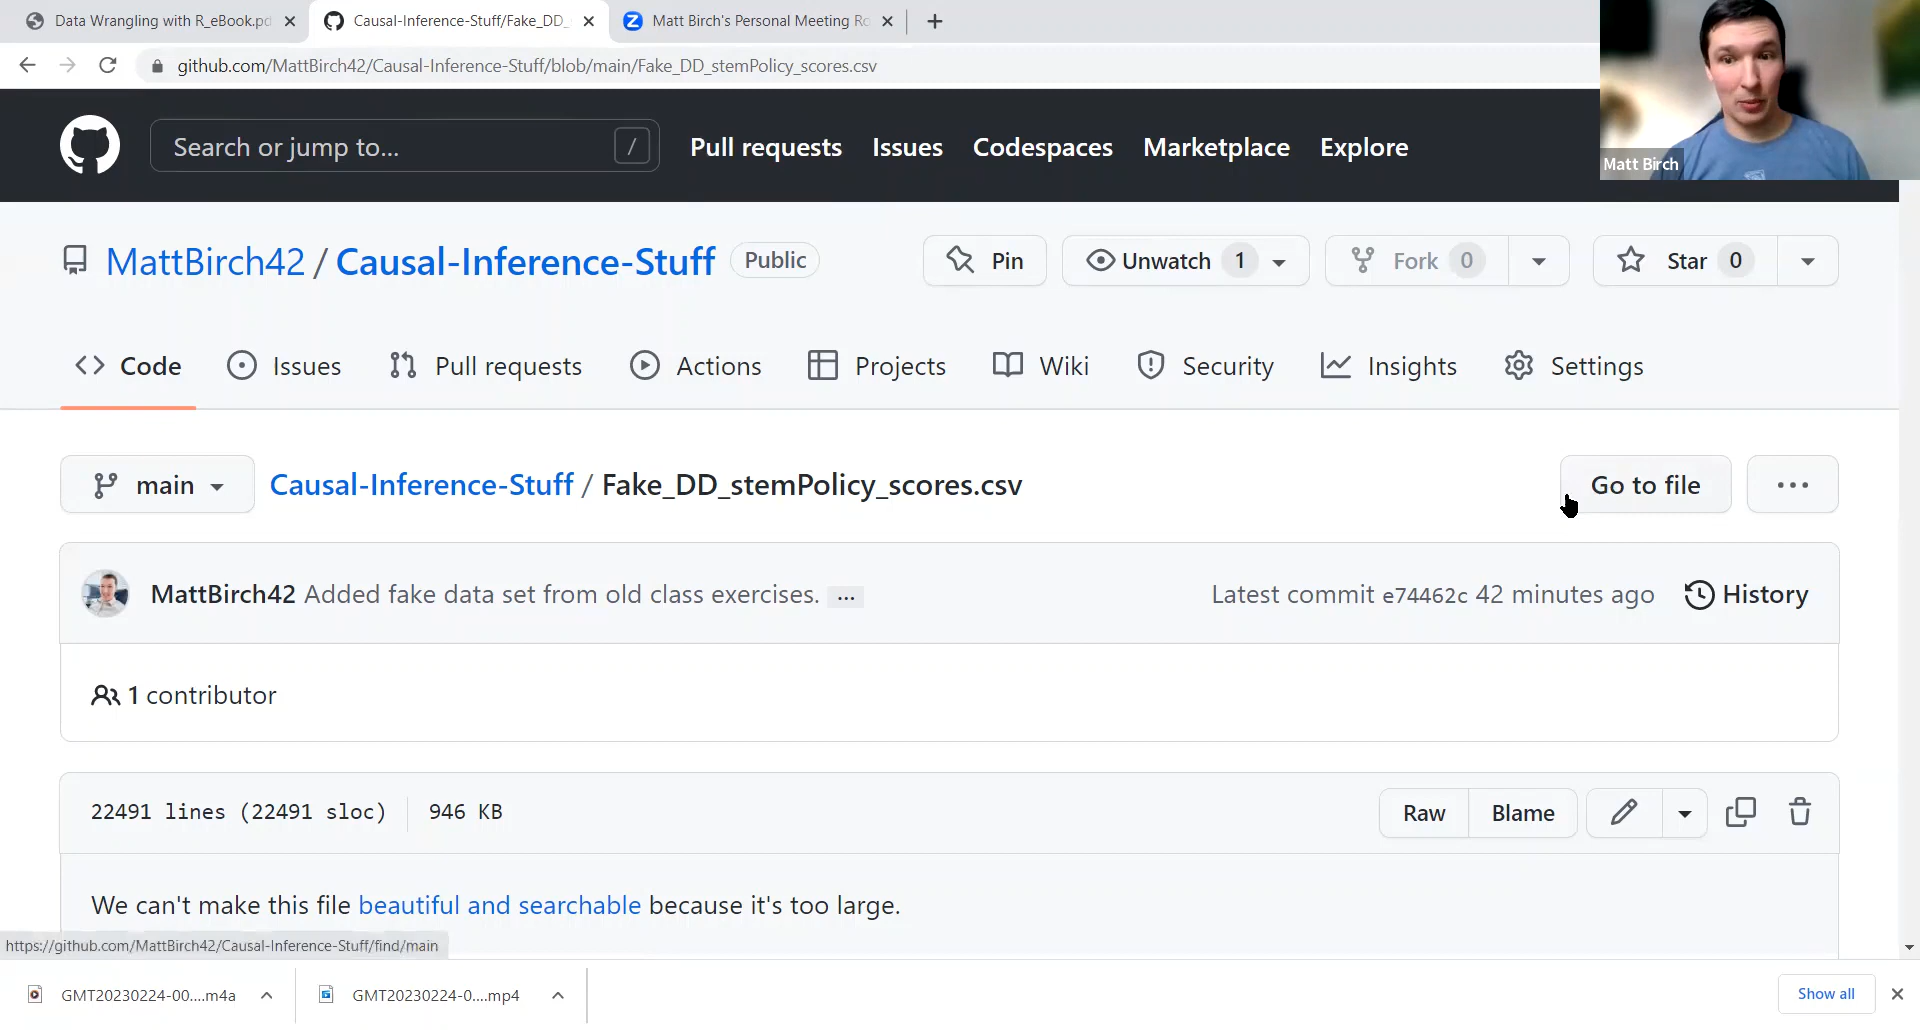 Data Wrangling with R_eBook.pd
Causal-Inference-Stuff/Fake_DD_
Matt Birch's Personal Meeting Ro
github.com/MattBirch42/Causal-Inference-Stuff/blob/main/Fake_DD_stemPolicy_scores.csv
Search or jump to...
/
Pull requests
Issues
Codespaces
Marketplace
Explore
Matt Birch
MattBirch42 / Causal-Inference-Stuff
Public
Pin
Unwatch 1
Fork 0
Star 0
Code
Issues
Pull requests
Actions
Projects
Wiki
Security
Insights
Settings
main
Causal-Inference-Stuff / Fake_DD_stemPolicy_scores.csv
Go to file
...
MattBirch42 Added fake data set from old class exercises. ...
Latest commit e74462c 42 minutes ago
History
1 contributor
22491 lines (22491 sloc)
946 KB
Raw
Blame
We can't make this file beautiful and searchable because it's too large.
https://github.com/MattBirch42/Causal-Inference-Stuff/find/main
GMT20230224-00....m4a
GMT20230224-0....mp4
Show all